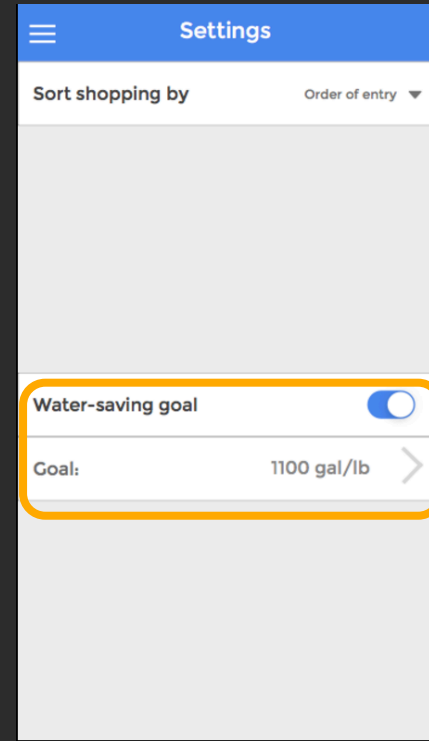 Settings
Sort shopping by Order of entry
Water-saving goal
Goal: 1100 gal/lb